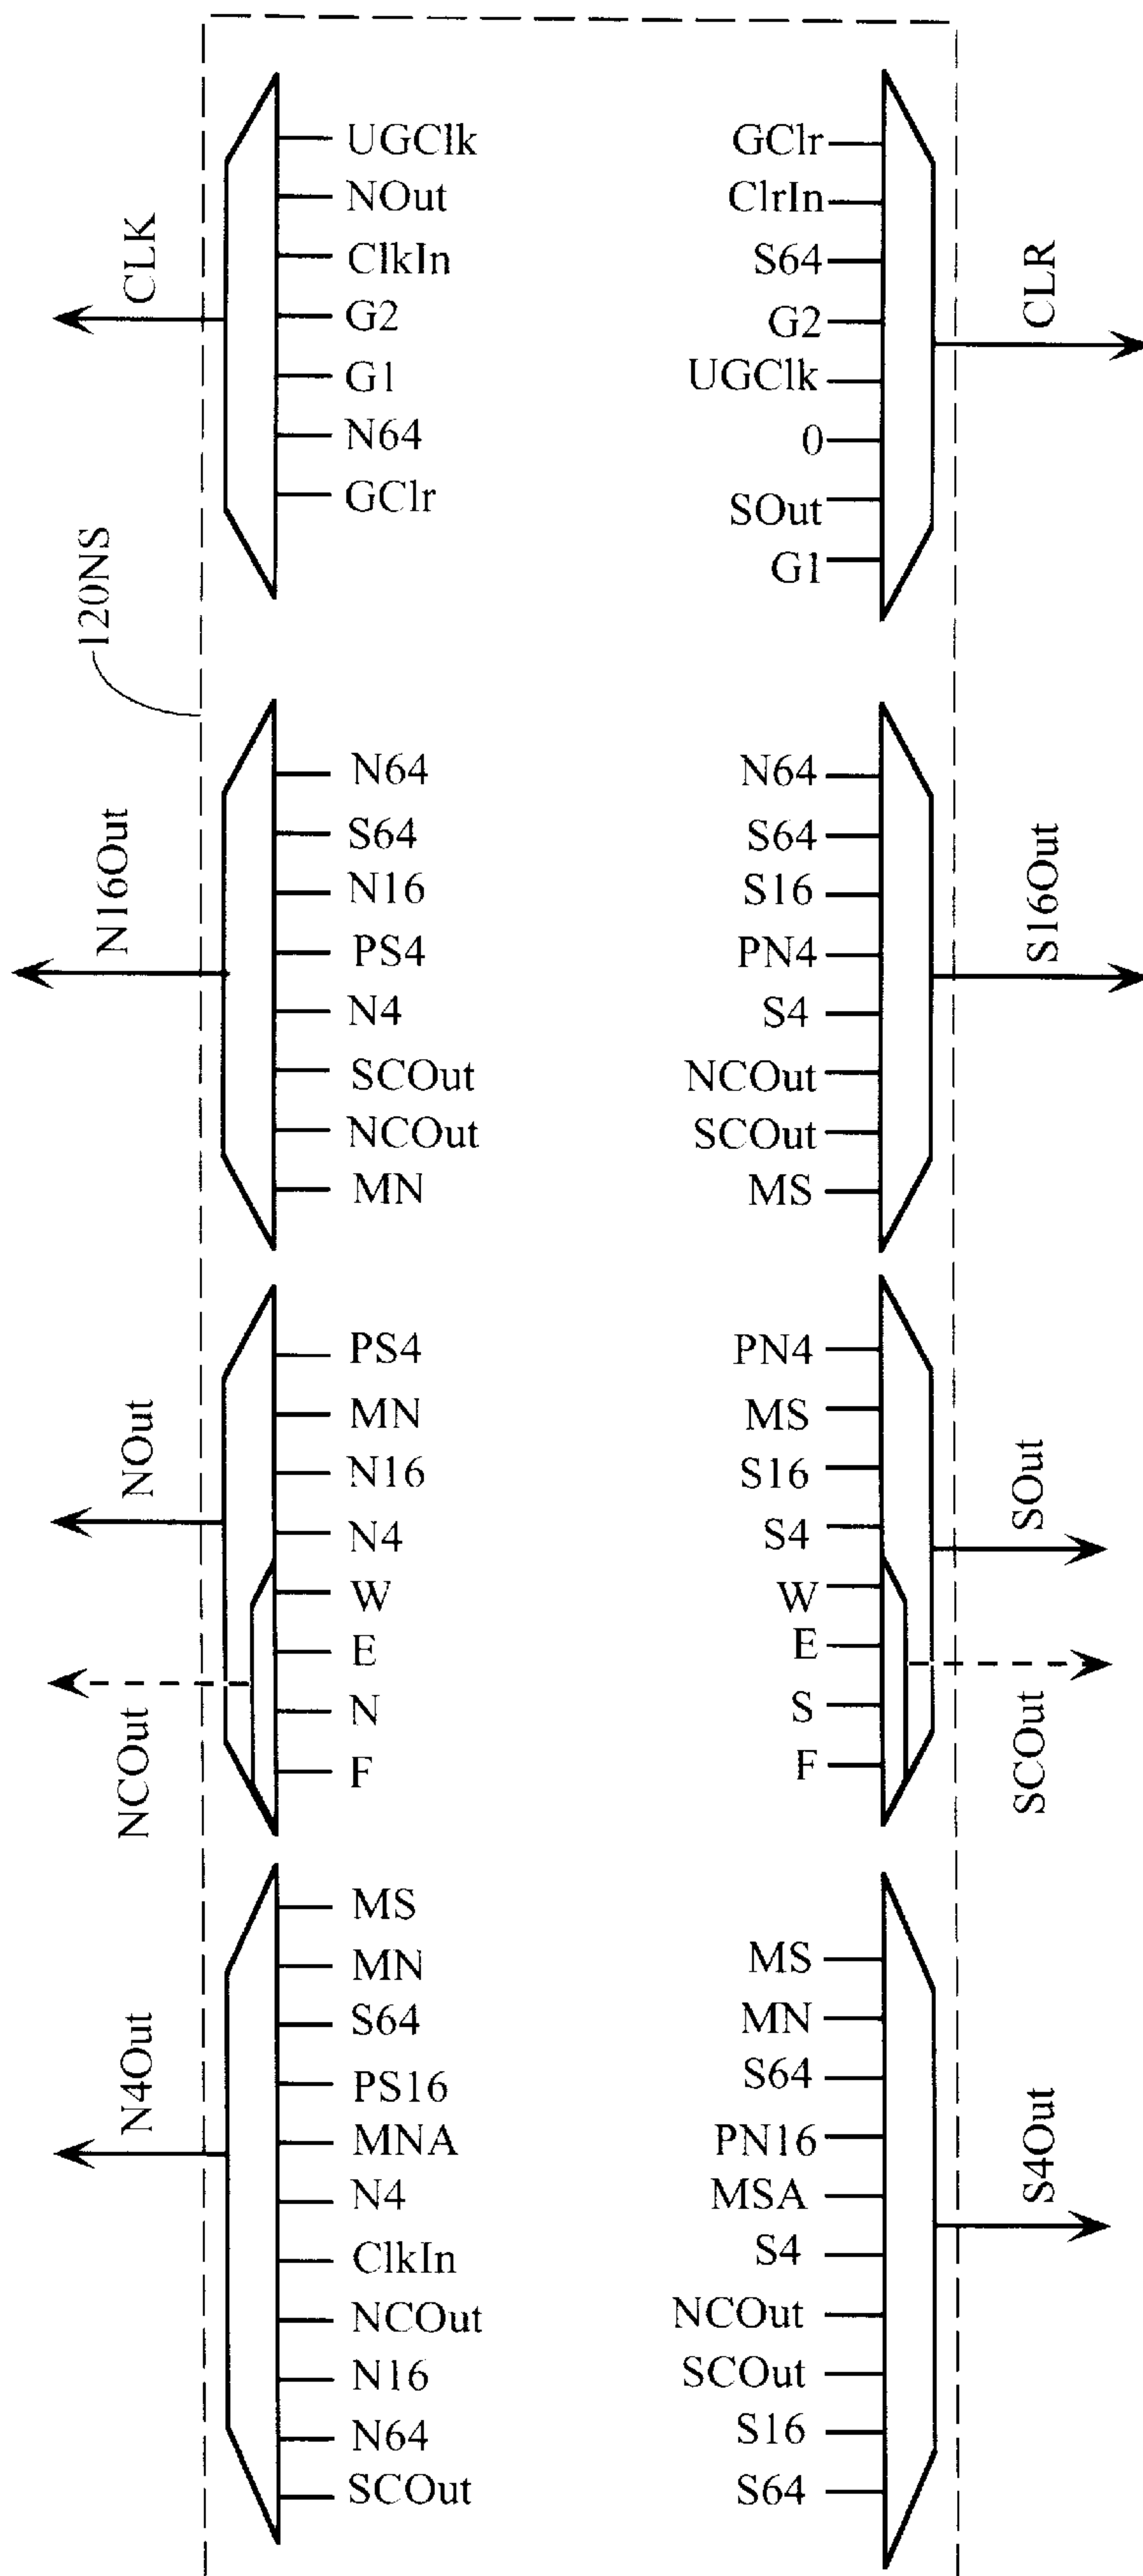 CLK
UGClk
NOut
ClkIn
G2
G1
N64
GClr
GClr
ClrIn
S64
G2
UGClk
0
SOut
G1
CLR
120NS
N16Out
N64
S64
N16
PS4
N4
SCOut
NCOut
MN
N64
S64
S16
PN4
S4
NCOut
SCOut
MS
S16Out
NOut
NCOut
PS4
MN
N16
N4
W
E
N
F
PN4
MS
S16
S4
W
E
S
F
SOut
SCOut
N4Out
MS
MN
S64
PS16
MNA
N4
ClkIn
NCOut
N16
N64
SCOut
MS
MN
S64
PN16
MSA
S4
NCOut
SCOut
S16
S64
S4Out